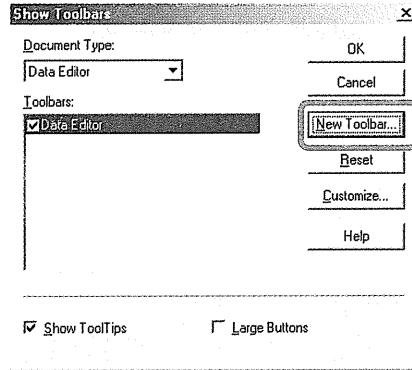 Show Toolbars
Document Type:
Data Editor
Toolbars:
Data Editor
OK
Cancel
New Toolbar...
Reset
Customize...
Help
Show ToolTips
Large Buttons